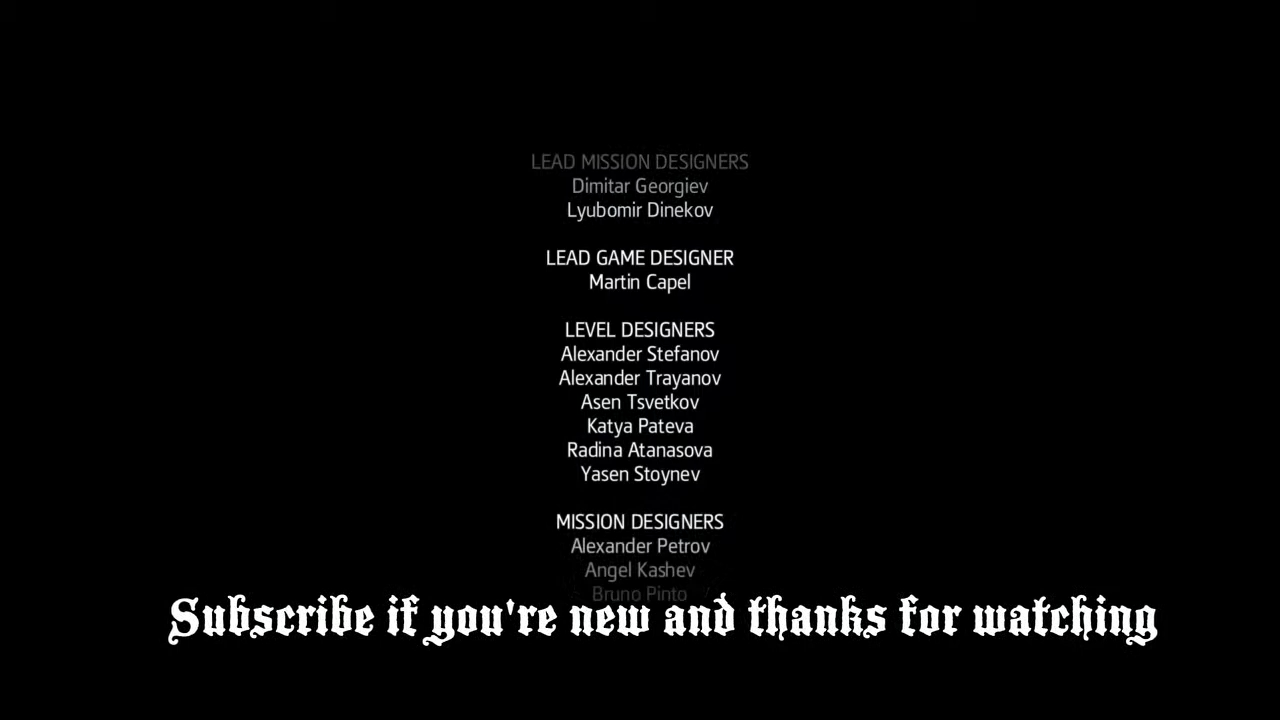 LEAD MISSION DESIGNERS
Dimitar Georgiev
Lyubomir Dinekov
LEAD GAME DESIGNER
Martin Capel
LEVEL DESIGNERS
Alexander Stefanov
Alexander Trayanov
Asen Tsvetkov
Katya Pateva
Radina Atanasova
Yasen Stoynev
MISSION DESIGNERS
Alexander Petrov
Angel Kashev
Bruno Pinto
Subscribe if you're new and thanks for watching